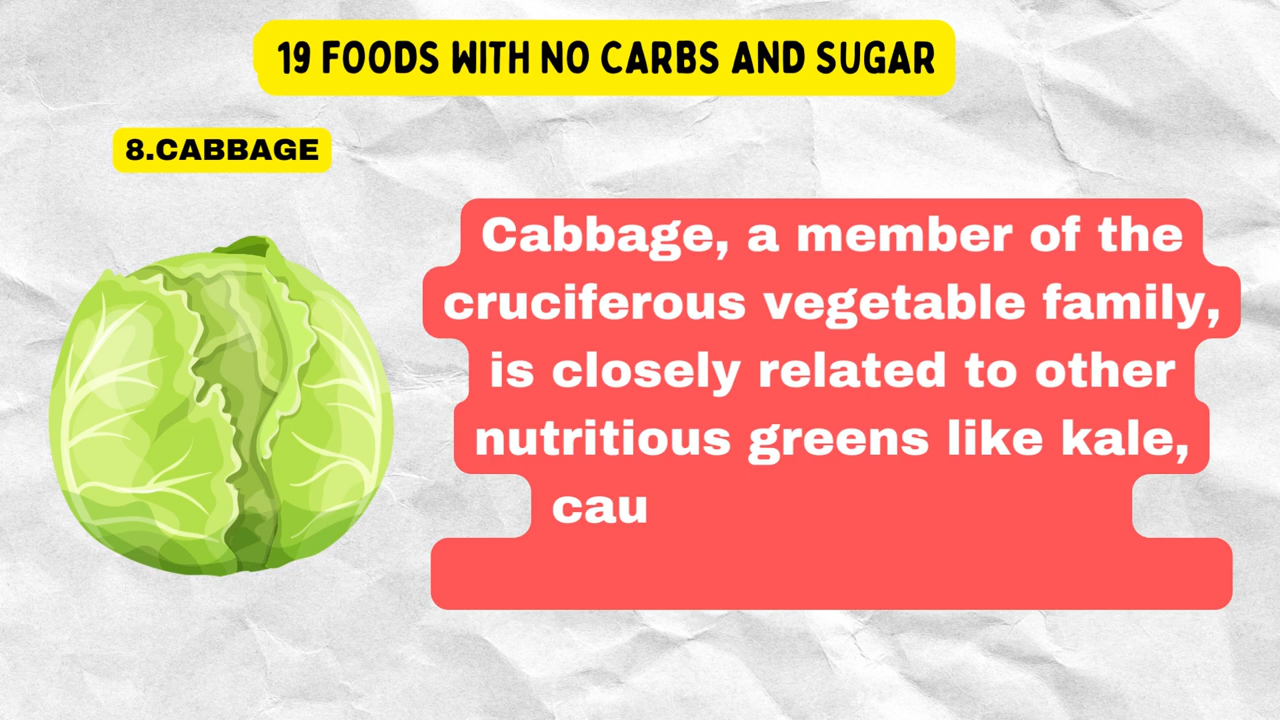 19 FOODS WITH NO CARBS AND SUGAR
8.CABBAGE
Cabbage, a member of the
cruciferous vegetable family,
is closely related to other
nutritious greens like kale,
cau